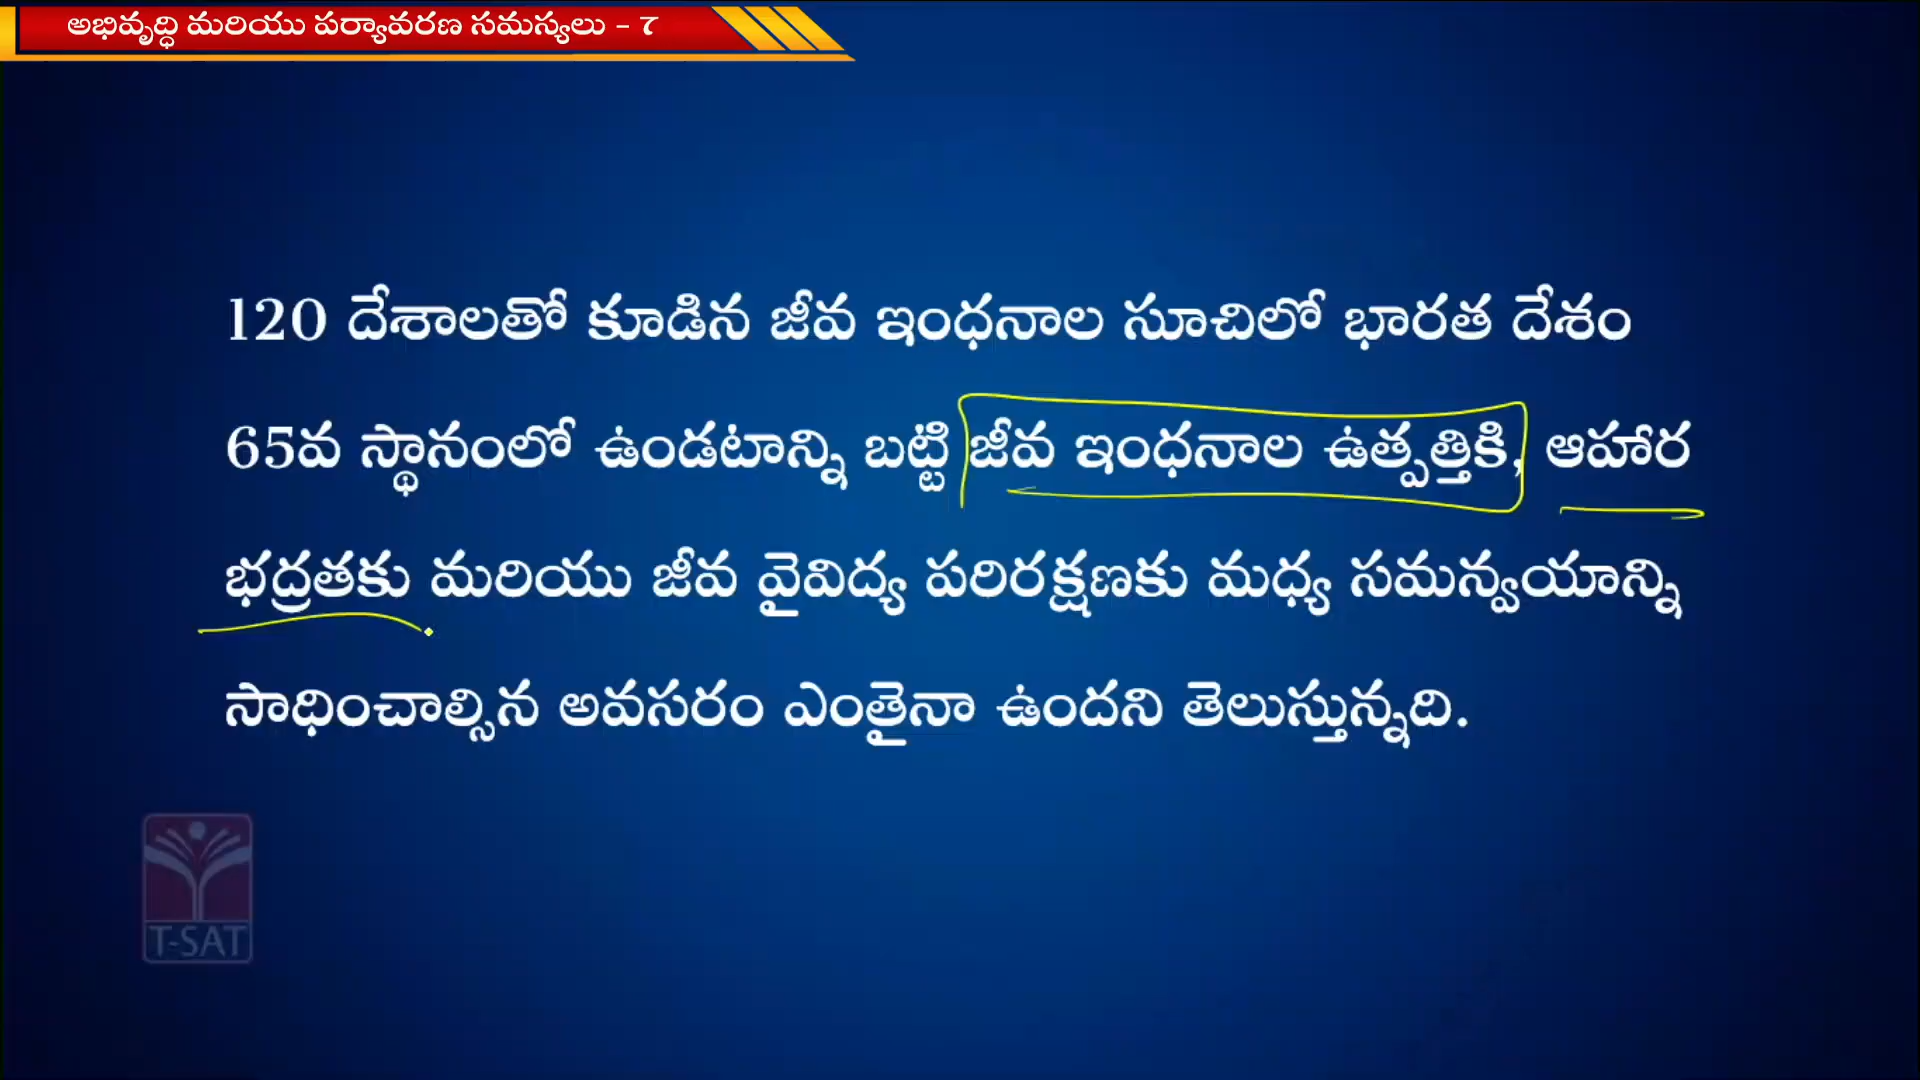 అభివృద్ధి మరియు పర్యావరణ సమస్యలు - 7
120 దేశాలతో కూడిన జీవ ఇంధనాల సూచిలో భారత దేశం
65వ స్థానంలో ఉండటాన్ని బట్టి జీవ ఇంధనాల ఉత్పత్తికి, ఆహార
భద్రతకు మరియు జీవ వైవిద్య పరిరక్షణకు మధ్య సమన్వయాన్ని
సాధించాల్సిన అవసరం ఎంతైనా ఉందని తెలుస్తున్నది.
T-SAT